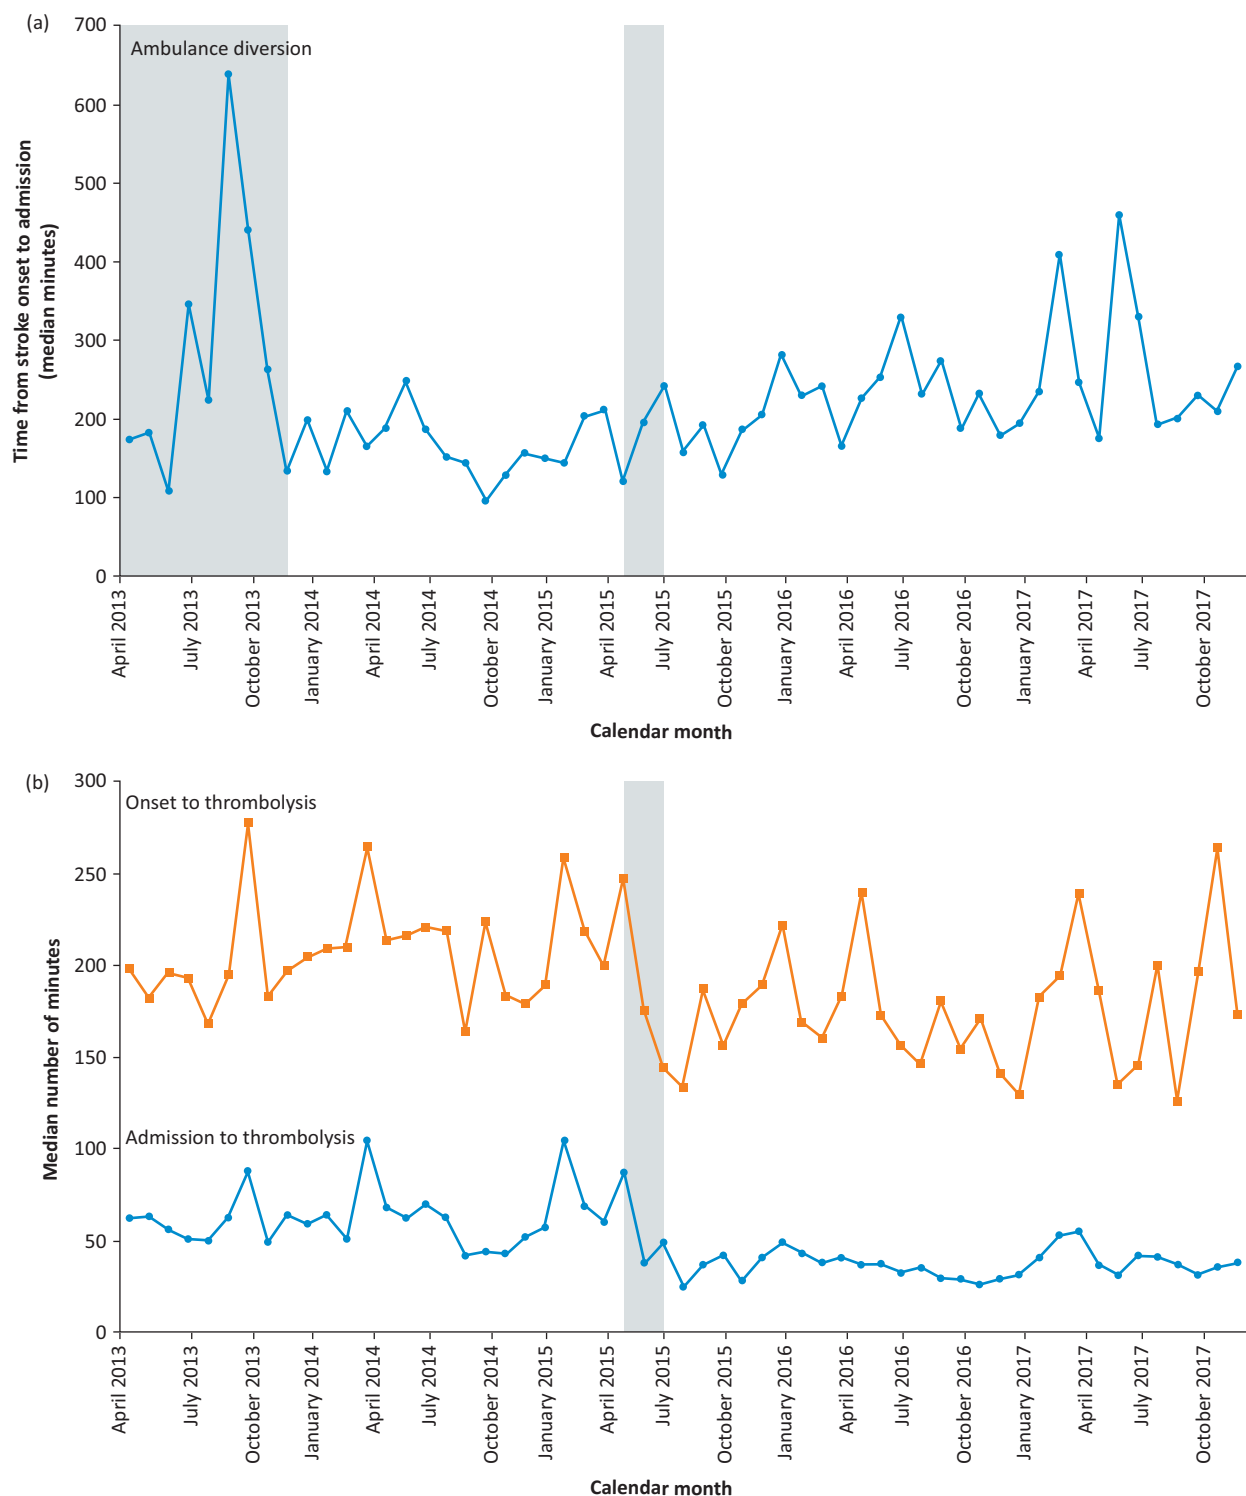 (a)
700
600
500
400
300
200
100
0
Time from stroke onset to admission
(median minutes)
Ambulance diversion
April 2013
July 2013
October 2013
January 2014
April 2014
July 2014
October 2014
January 2015
April 2015
July 2015
October 2015
January 2016
April 2016
July 2016
October 2016
January 2017
April 2017
July 2017
October 2017
Calendar month
(b)
300
250
200
150
100
50
0
Median number of minutes
Onset to thrombolysis
Admission to thrombolysis
April 2013
July 2013
October 2013
January 2014
April 2014
July 2014
October 2014
January 2015
April 2015
July 2015
October 2015
January 2016
April 2016
July 2016
October 2016
January 2017
April 2017
July 2017
October 2017
Calendar month